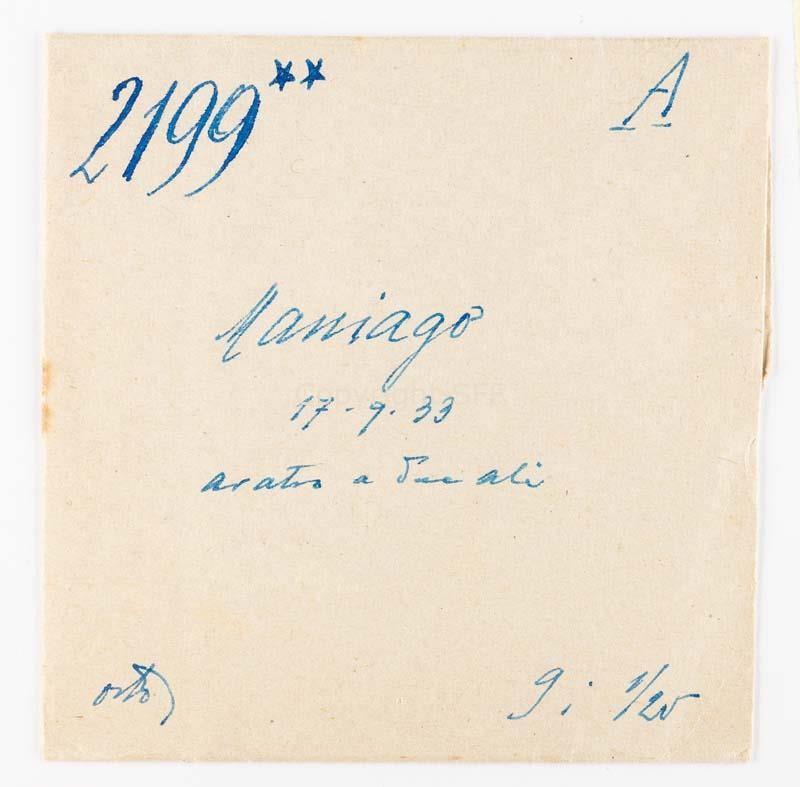 2199** A
Maniago
17-9.33
aratro a due ali
orto)
9 i 1/25